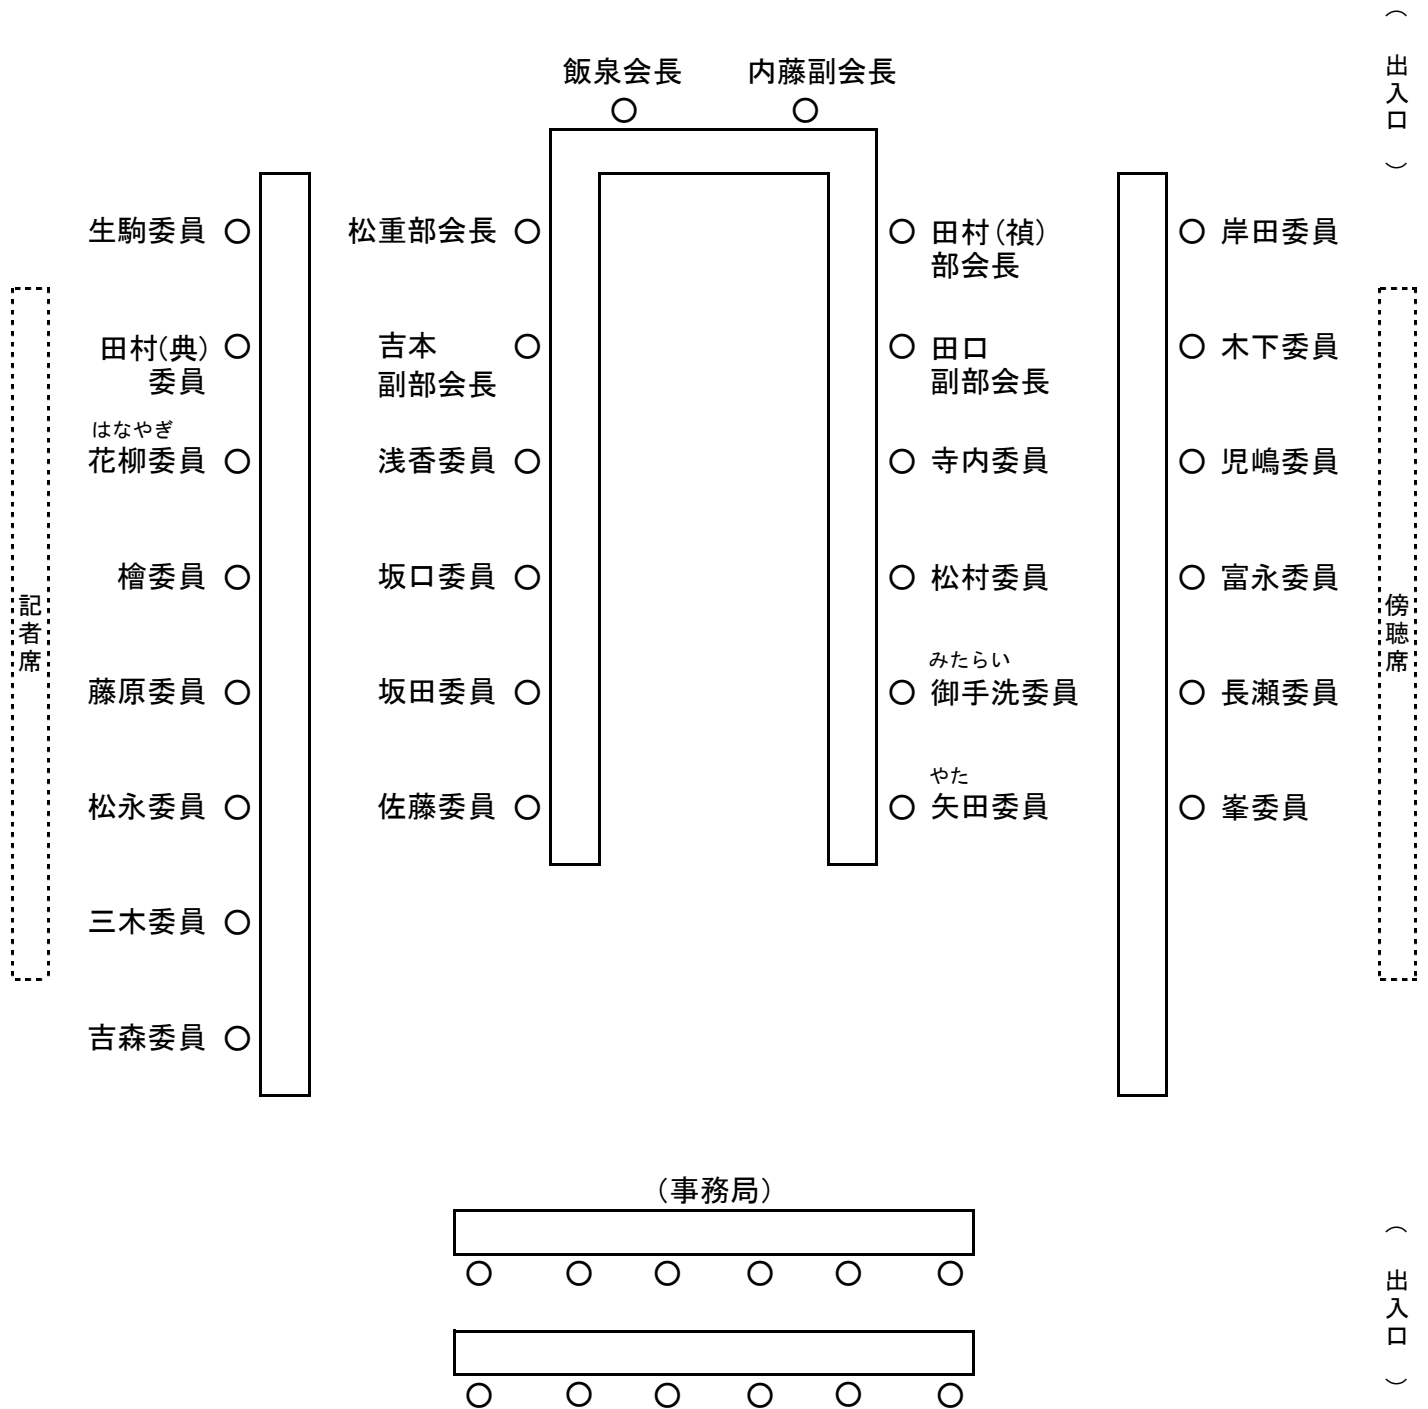 （出入口）
飯泉会長
内藤副会長
生駒委員
松重部会長
田村（禎）
部会長
岸田委員
田村（典）
委員
吉本
副部会長
田口
副部会長
木下委員
はなやぎ
花柳委員
浅香委員
寺内委員
児嶋委員
檜委員
坂口委員
松村委員
富永委員
記者席
傍聴席
藤原委員
坂田委員
みたらい
御手洗委員
長瀬委員
松永委員
佐藤委員
やた
矢田委員
峯委員
三木委員
吉森委員
（事務局）
（出入口）